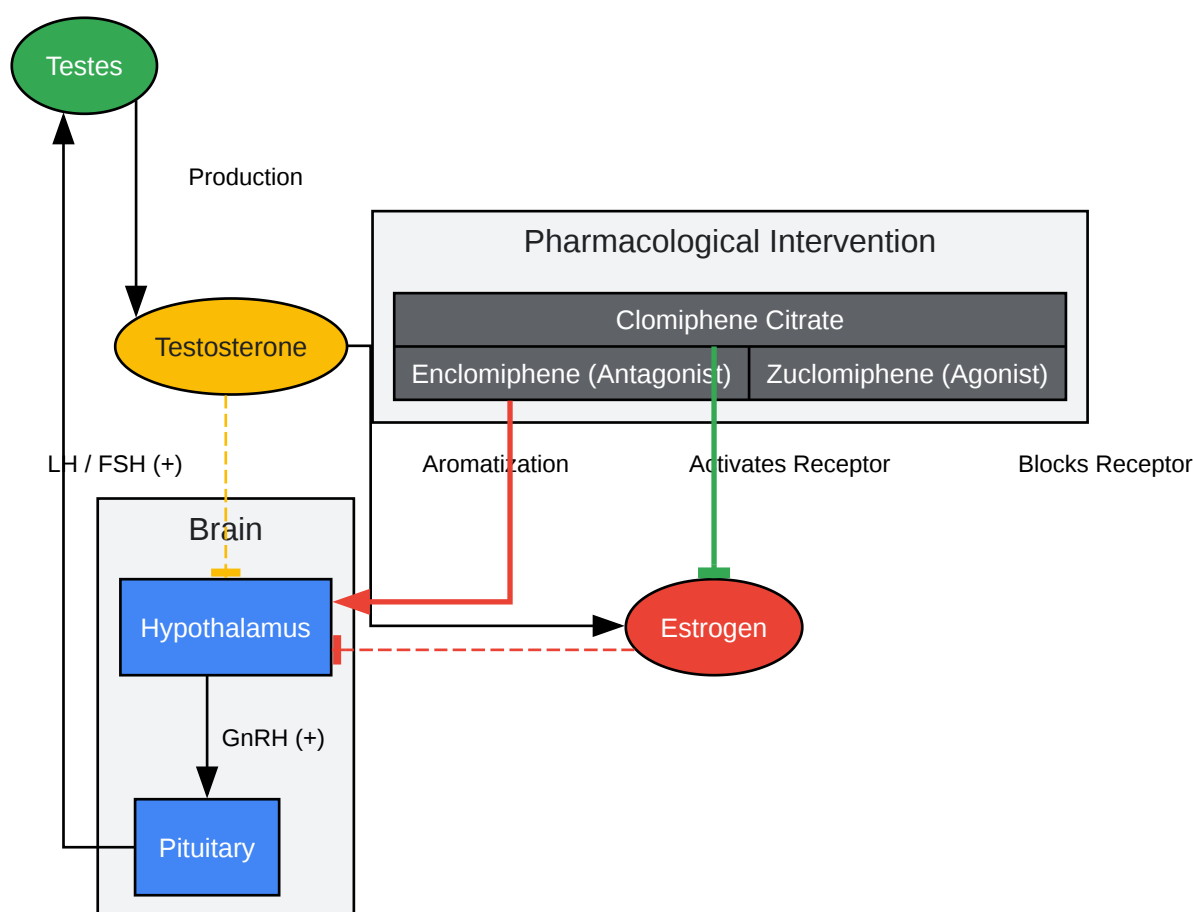 Testes
Production
Pharmacological Intervention
Clomiphene Citrate
Testosterone
Enclomiphene (Antagonist)
Zuclomiphene (Agonist)
LH / FSH (+)
Aromatization
Activates Receptor
Blocks Receptor
Brain
Hypothalamus
Estrogen
GnRH (+)
Pituitary